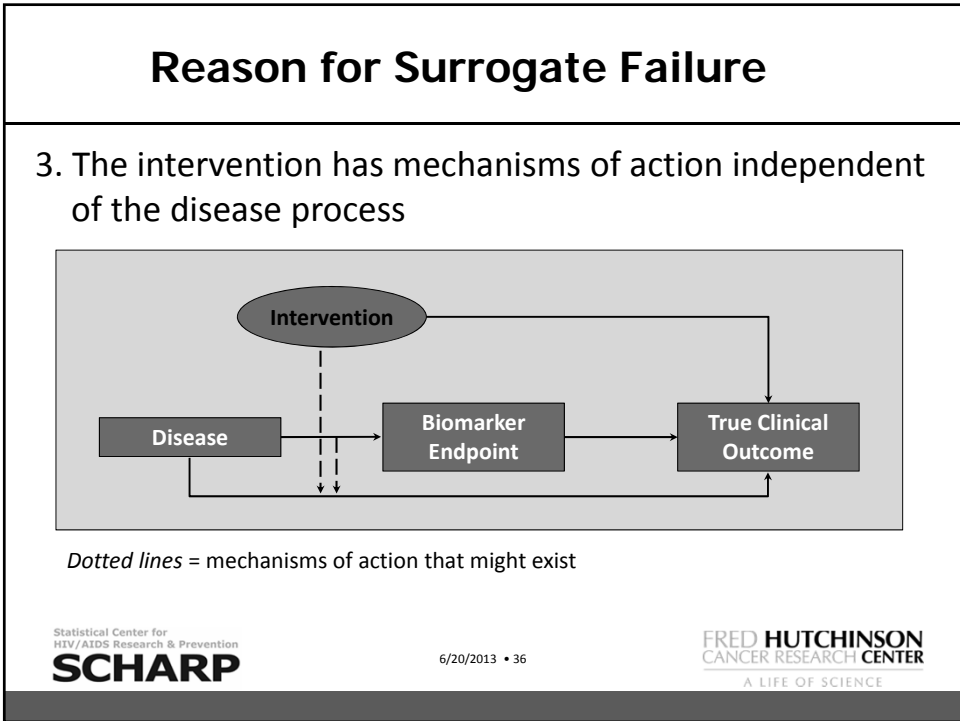 Reason for Surrogate Failure
3. The intervention has mechanisms of action independent
of the disease process
Intervention
Disease
Biomarker
Endpoint
True Clinical
Outcome
Dotted lines = mechanisms of action that might exist
Statistical Center for
HIV/AIDS Research & Prevention
SCHARP
6/20/2013 • 36
FRED HUTCHINSON
CANCER RESEARCH CENTER
A LIFE OF SCIENCE